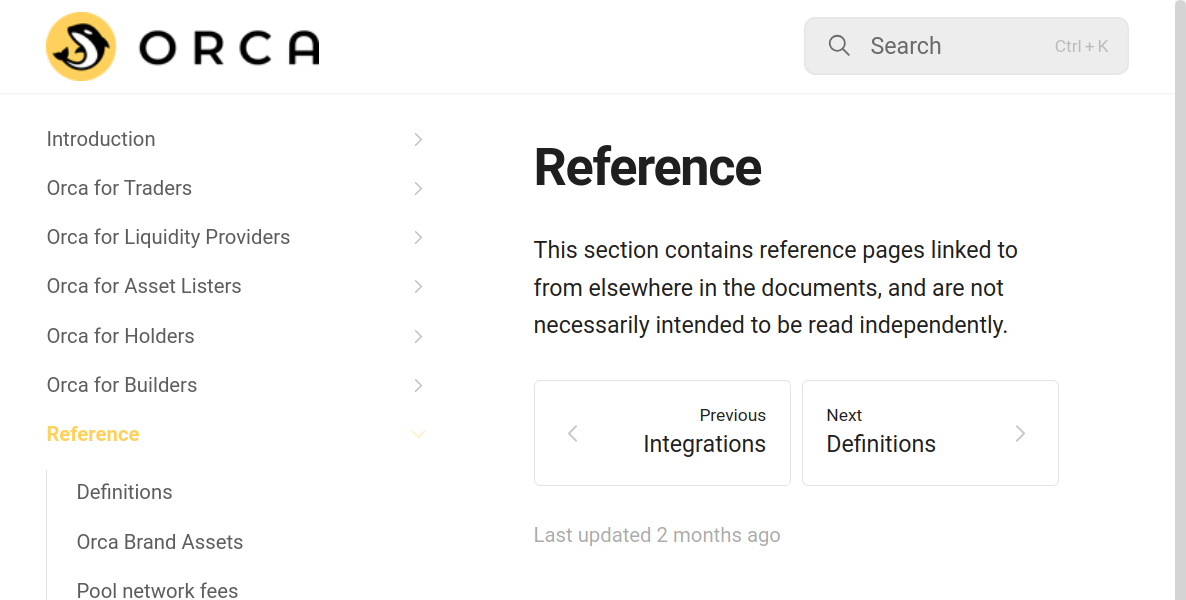 ORCA
Search
Ctrl + K
Introduction
Orca for Traders
Orca for Liquidity Providers
Orca for Asset Listers
Orca for Holders
Orca for Builders
Reference
Definitions
Orca Brand Assets
Pool network fees
Reference
This section contains reference pages linked to
from elsewhere in the documents, and are not
necessarily intended to be read independently.
Previous
Integrations
Next
Definitions
Last updated 2 months ago